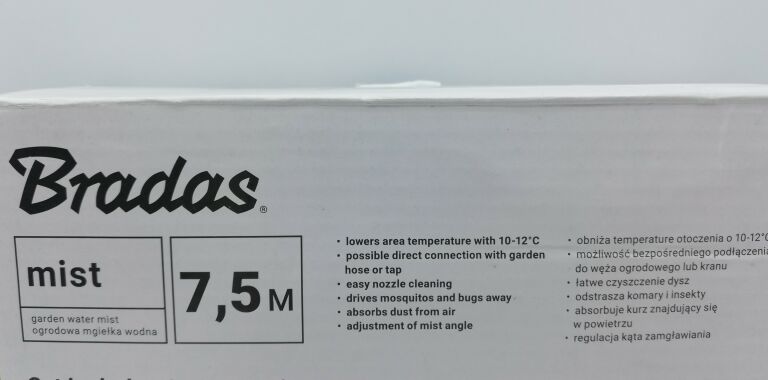 Bradas®
mist
garden water mist
ogrodowa mgiełka wodna
7,5 M
· lowers area temperature with 10-12°C
· possible direct connection with garden
hose or tap
· easy nozzle cleaning
· drives mosquitos and bugs away
· absorbs dust from air
· adjustment of mist angle
· obniża temperature otoczenia o 10-12°C
· możliwość bezpośredniego podłączenia
do węża ogrodowego lub kranu
· łatwe czyszczenie dysz
· odstrasza komary i insekty
· absorbuje kurz znajdujący się
w powietrzu
· regulacja kąta zamgławiania